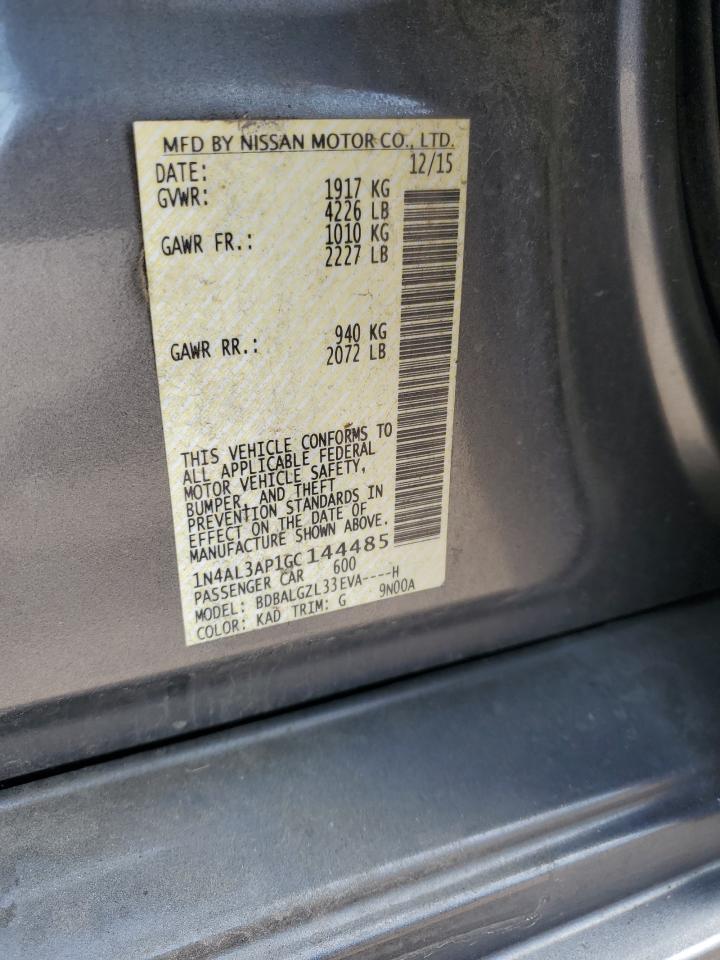 MFD BY NISSAN MOTOR CO., LTD.
DATE: 12/15
GVWR: 1917 KG
4226 LB
GAWR FR.: 1010 KG
2227 LB
GAWR RR.: 940 KG
2072 LB
THIS VEHICLE CONFORMS TO
ALL APPLICABLE FEDERAL
MOTOR VEHICLE SAFETY,
BUMPER, AND THEFT
PREVENTION STANDARDS IN
EFFECT ON THE DATE OF
MANUFACTURE SHOWN ABOVE.
1N4AL3AP1GC144485
PASSENGER CAR 600
MODEL: BDBALGZL33EVA----H
COLOR: KAD TRIM: G 9N00A